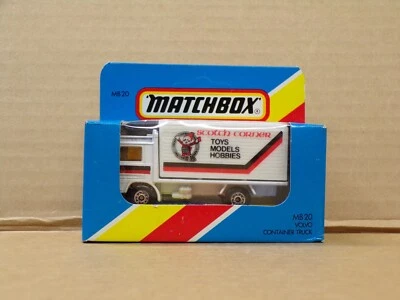 MB 20
MATCHBOX®
SCOTCH CORNER
TOYS
MODELS
HOBBIES
MB 20
VOLVO
CONTAINER TRUCK